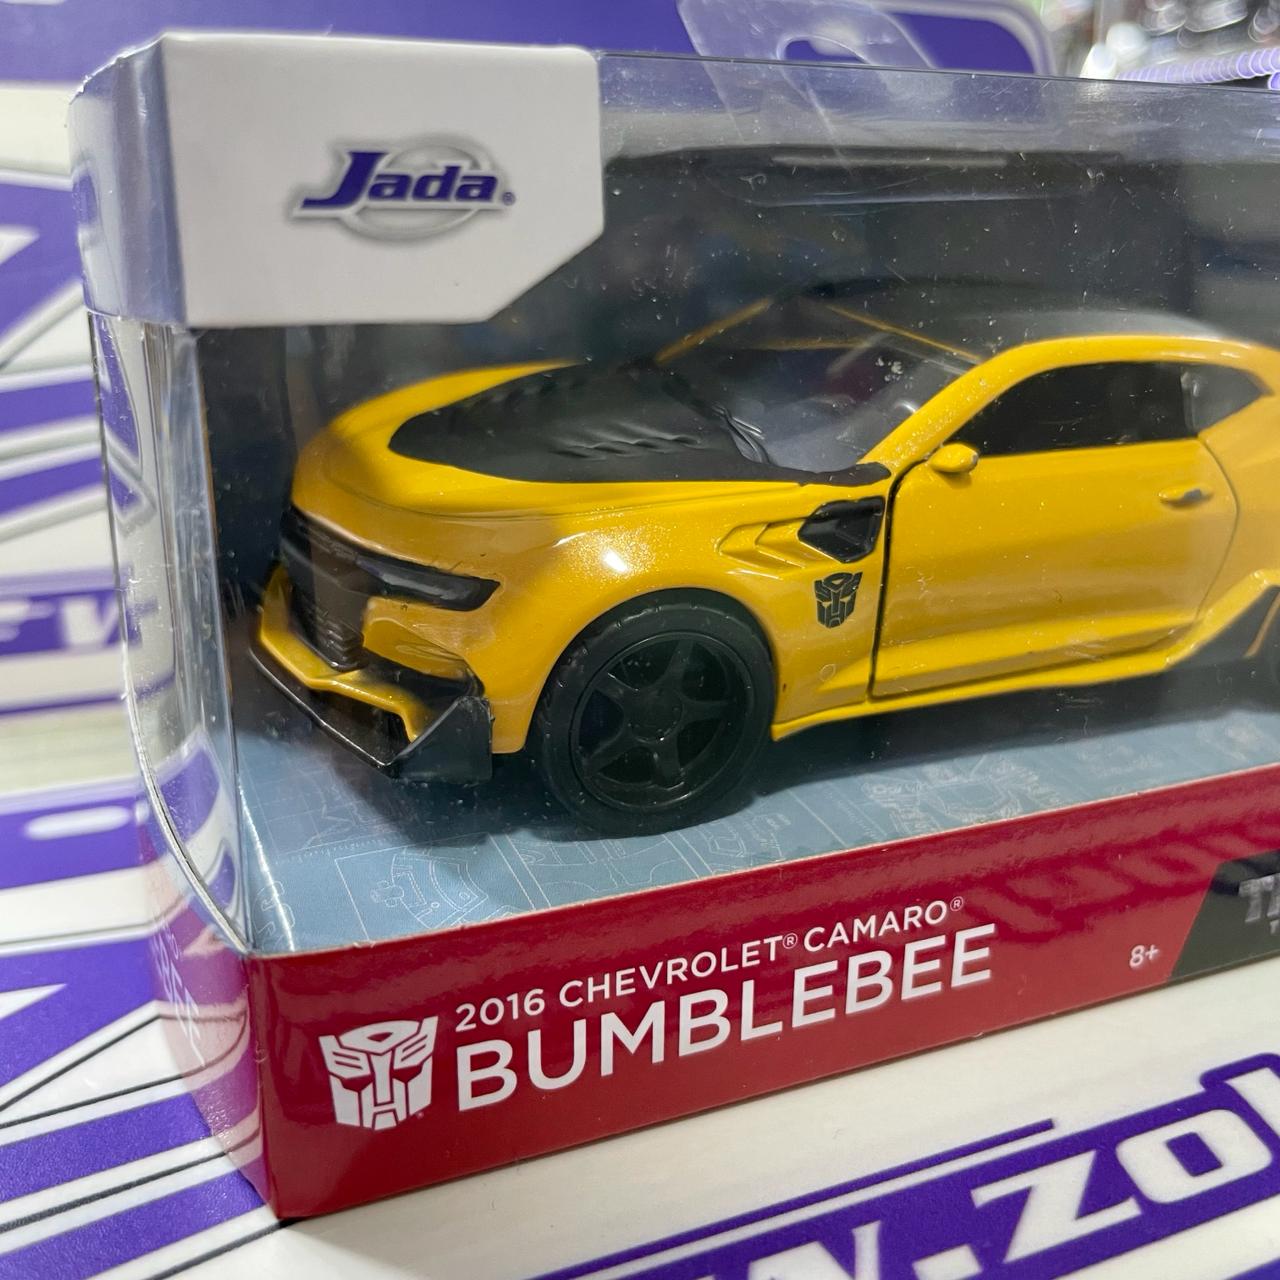 Jada®
2016 CHEVROLET® CAMARO®
BUMBLEBEE
8+